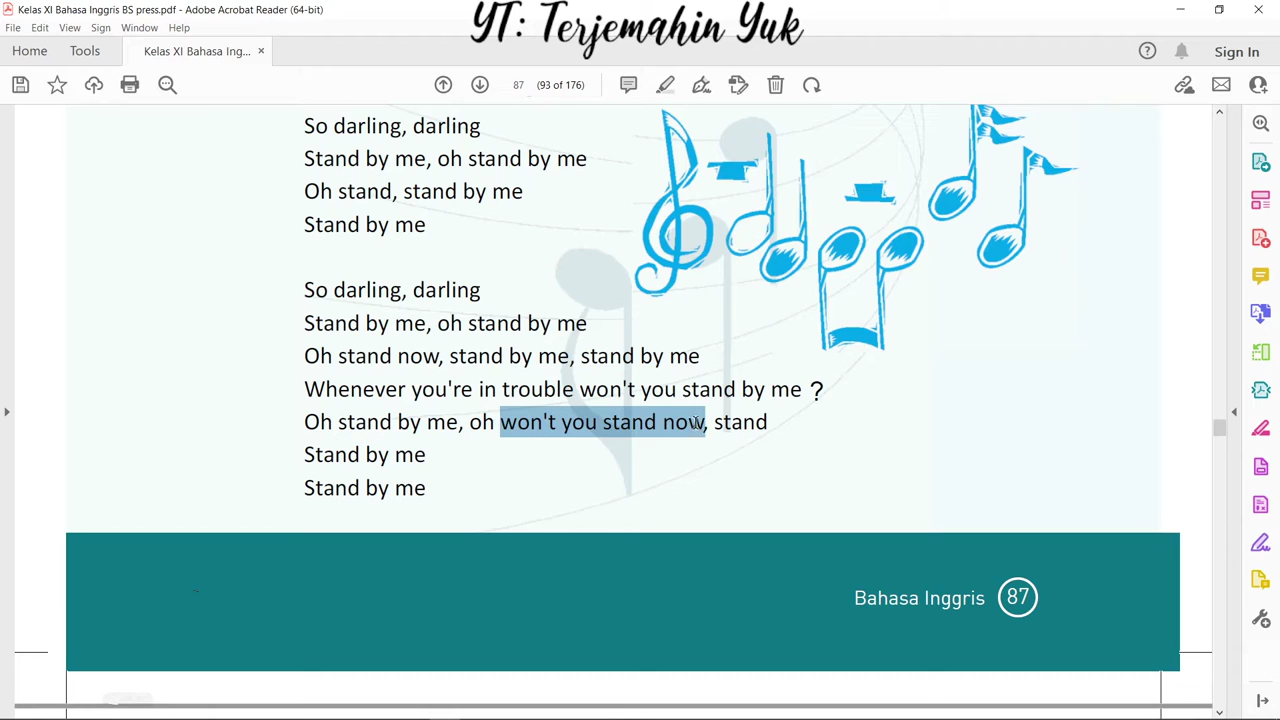 Kelas XI Bahasa Inggris BS press.pdf - Adobe Acrobat Reader (64-bit)
YT: Terjemahin Yuk
File Edit View Sign Window Help
Home Tools Kelas XI Bahasa Ing... × Sign In
87 (93 of 176)
So darling, darling
Stand by me, oh stand by me
Oh stand, stand by me
Stand by me
So darling, darling
Stand by me, oh stand by me
Oh stand now, stand by me, stand by me
Whenever you're in trouble won't you stand by me ?
Oh stand by me, oh won't you stand now, stand
Stand by me
Stand by me
Bahasa Inggris 87